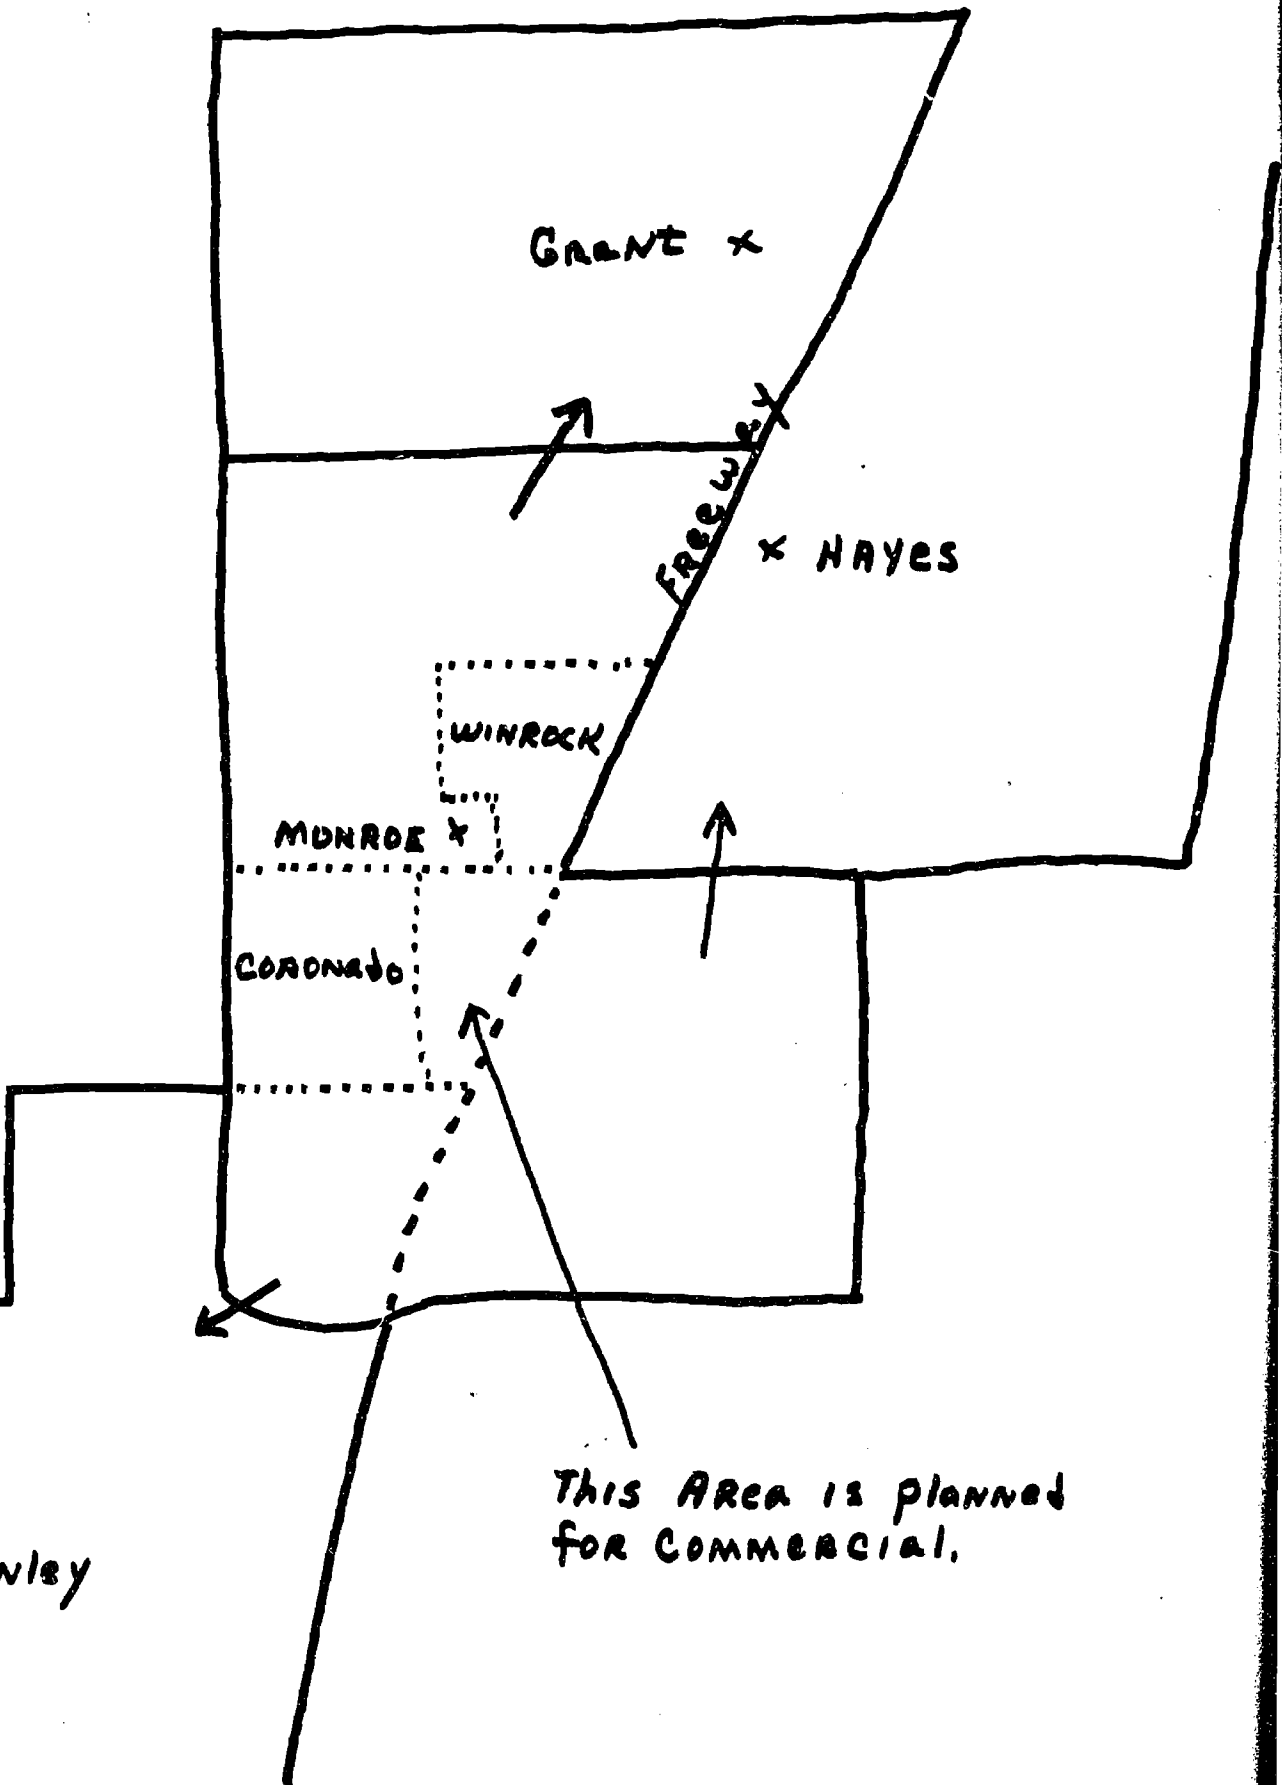 Grant x
Freeway
x Hayes
Winrock
Monroe x
Coronado
This Area is planned
for Commercial.